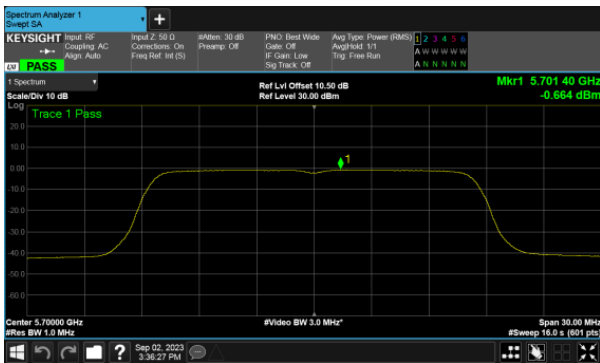 Spectrum Analyzer 1
Swept SA
+
KEYSIGHT
Input: RF
Coupling: AC
Align: Auto
Input Z: 50 Ω
Corrections: On
Freq Ref: Int (S)
#Atten: 30 dB
Preamp: Off
PNO: Best Wide
Gate: Off
IF Gain: Low
Sig Track: Off
Avg Type: Power (RMS)
Avg|Hold: 1/1
Trig: Free Run
1 2 3 4 5 6
A W W W W W
A N N N N N
LXI PASS
1 Spectrum
Scale/Div 10 dB
Ref Lvl Offset 10.50 dB
Ref Level 30.00 dBm
Mkr1 5.701 40 GHz
-0.664 dBm
Log
Trace 1 Pass
20.0
10.0
0.00
-10.0
-20.0
-30.0
-40.0
-50.0
-60.0
1
Center 5.70000 GHz
#Res BW 1.0 MHz
#Video BW 3.0 MHz*
Span 30.00 MHz
#Sweep 16.0 s (601 pts)
?
Sep 02, 2023
3:36:27 PM